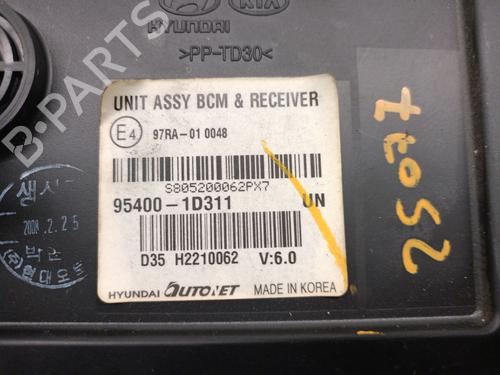 KIA
HYUNDAI
>PP-TD30<
UNIT ASSY BCM & RECEIVER
E4 97RA-01 0048
S805200062PX7
95400-1D311 UN
D35 H2210062 V:6.0
HYUNDAI AUTONET MADE IN KOREA
2008.2.25
현대오토
25037
B-Parts